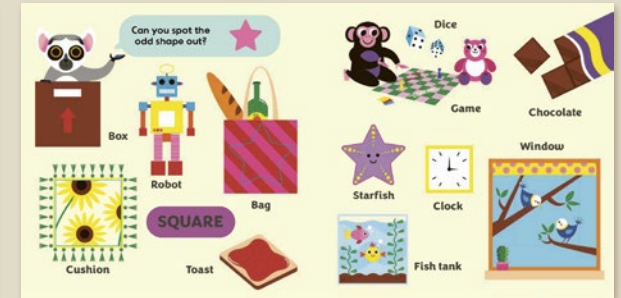 Can you spot the
odd shape out?
Box
Robot
Bag
SQUARE
Cushion
Toast
Dice
Game
Chocolate
Starfish
Clock
Window
Fish tank